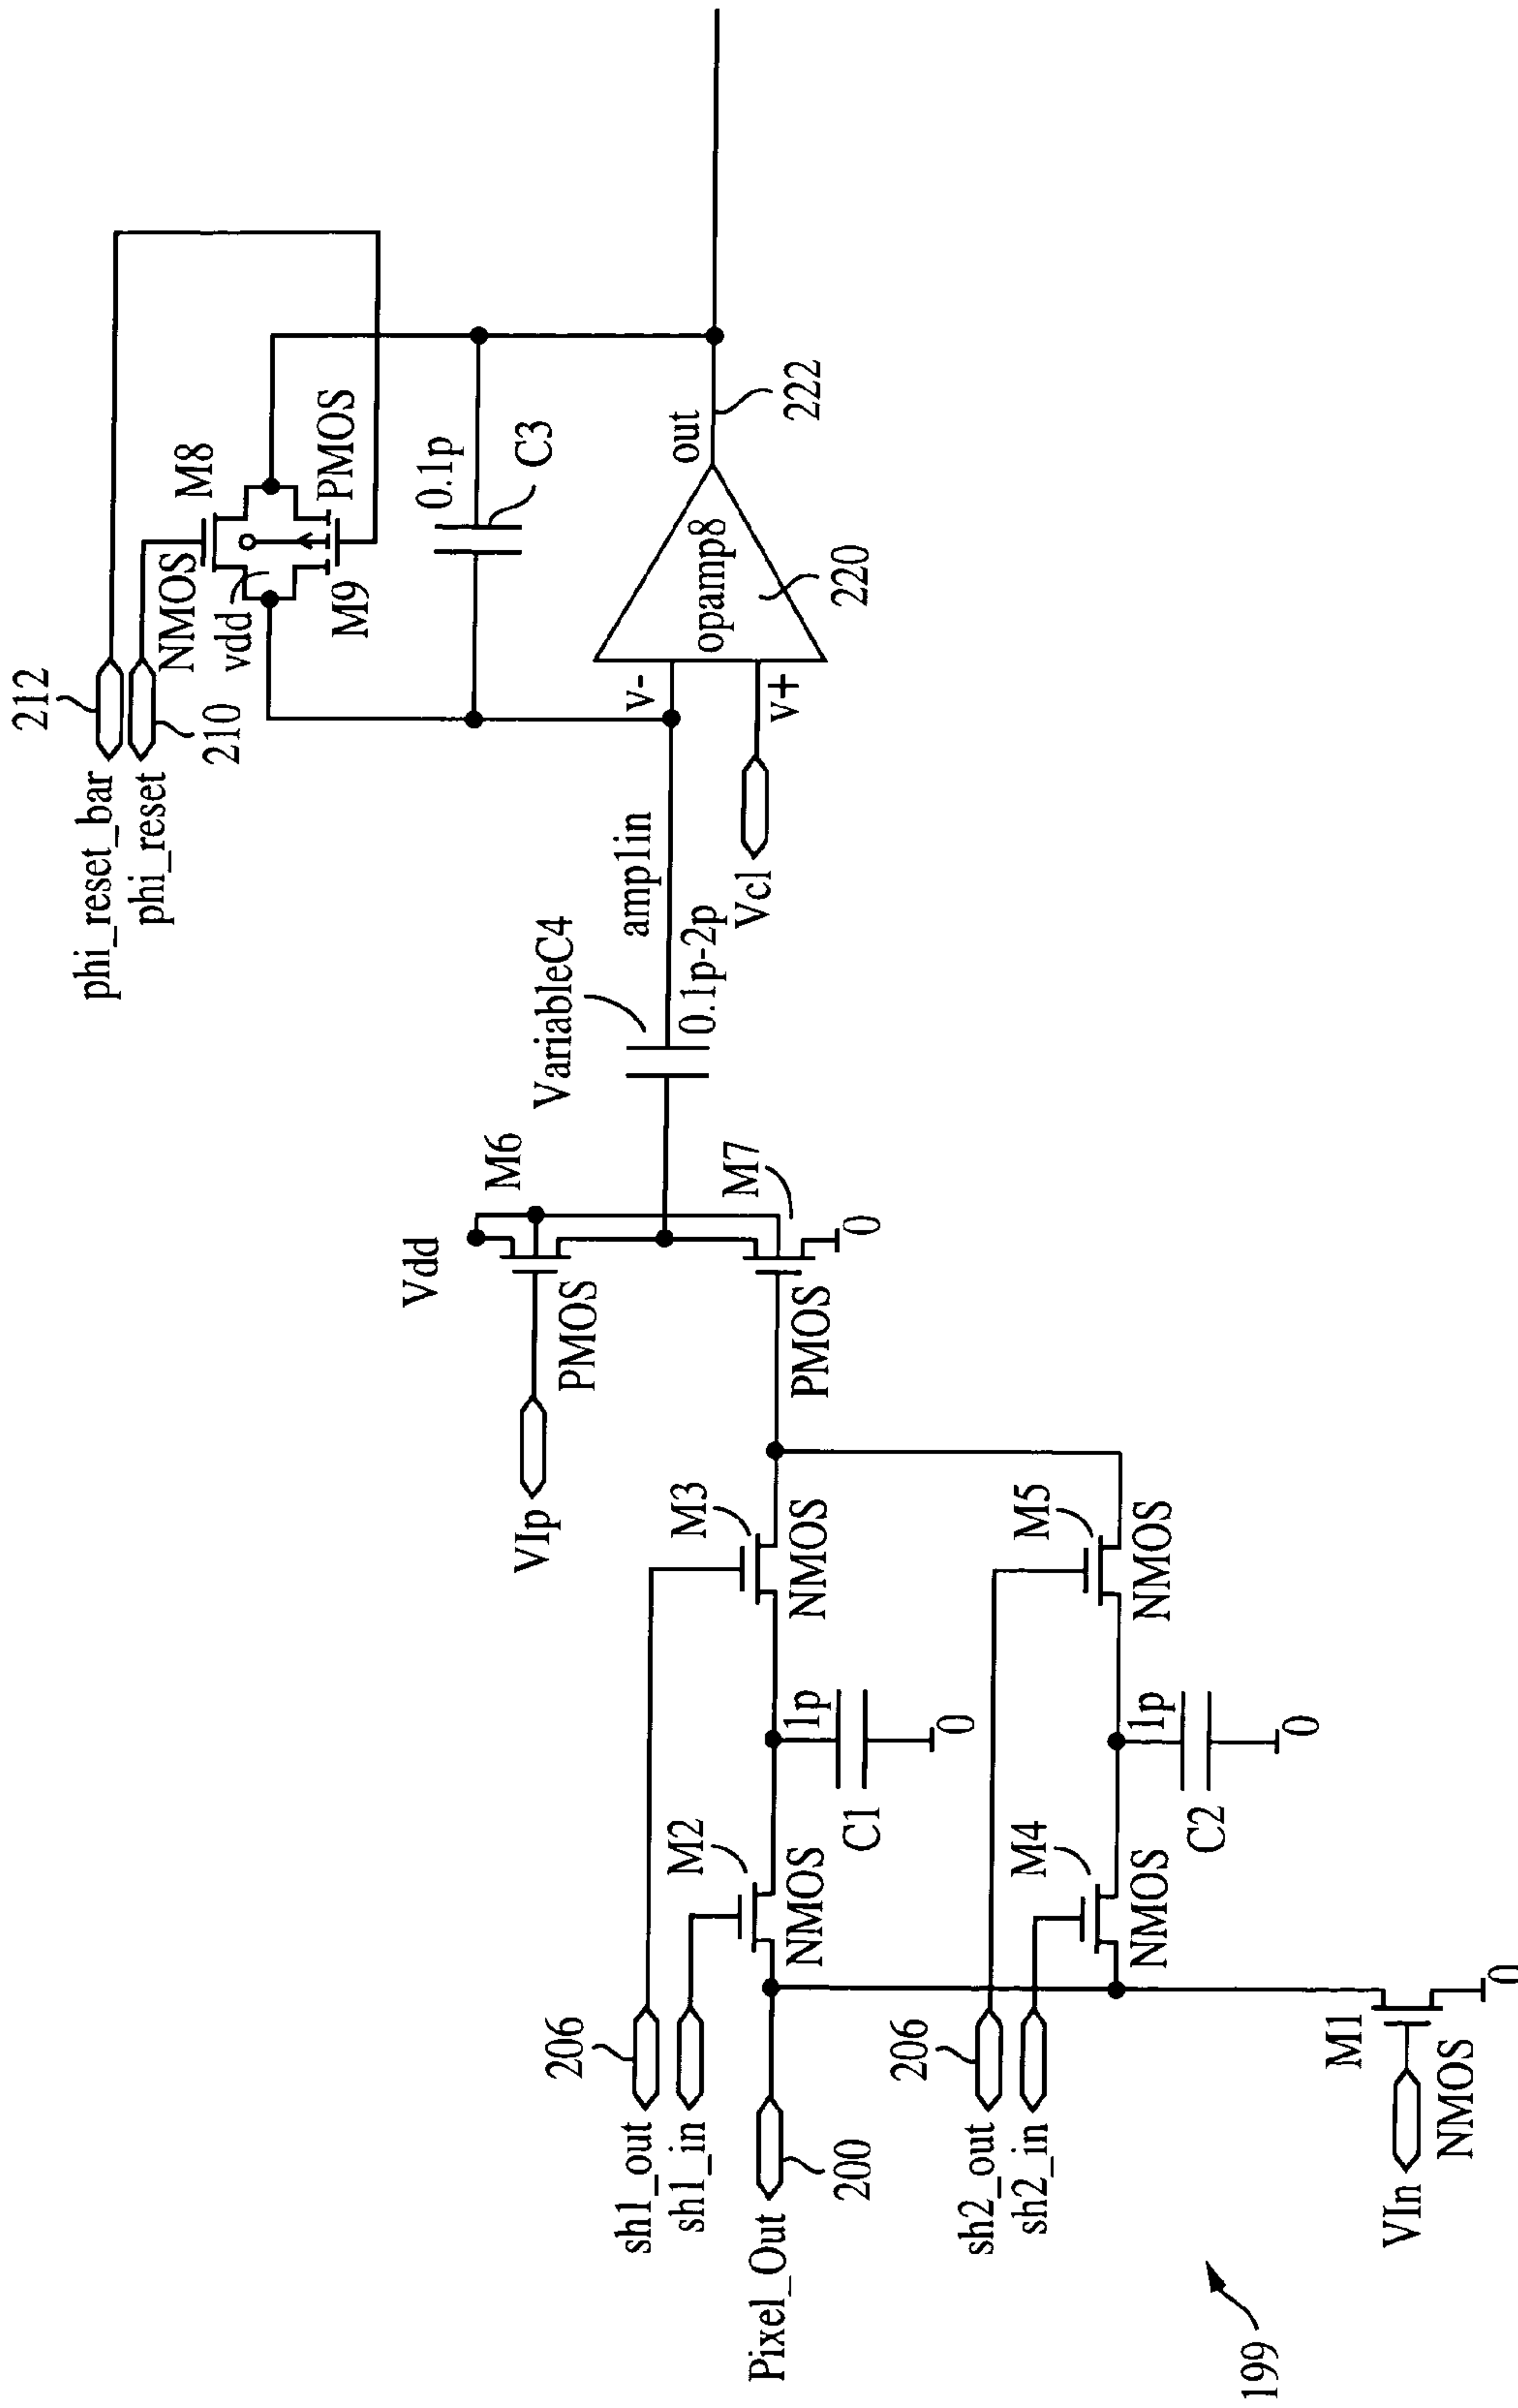 212
phi_reset_bar
phi_reset
210
NMOS
M8
vdd
M9
PMOS
0.1p
C3
v-
v+
opamp8
out
220
222
amplin
Vcl
VariableC4
0.1p-2p
Vdd
M6
PMOS
VIp
M7
PMOS
0
206
sh1_out
sh1_in
M2
NMOS
M3
NMOS
1p
C1
0
Pixel_Out
200
206
sh2_out
sh2_in
M4
NMOS
M5
NMOS
1p
C2
0
M1
VIn
NMOS
0
199